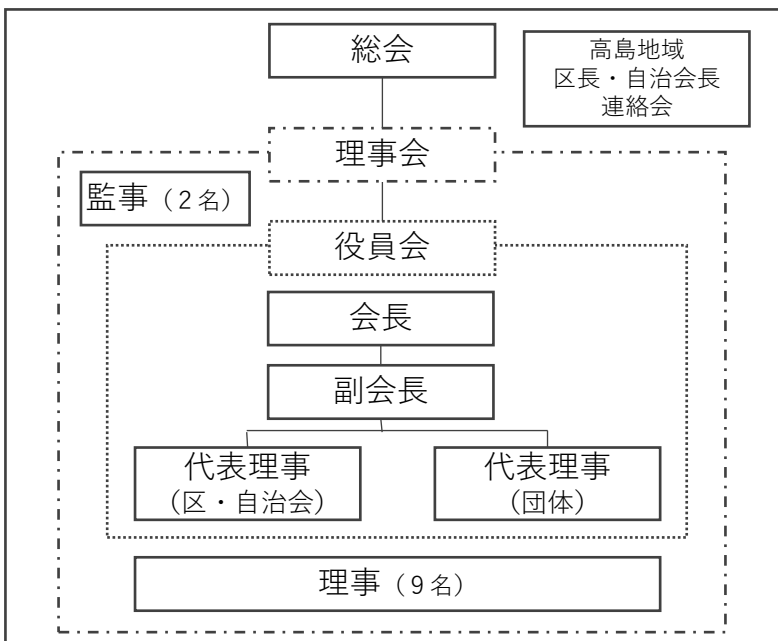 総会
高島地域
区長・自治会長
連絡会
理事会
監事（２名）
役員会
会長
副会長
代表理事
（区・自治会）
代表理事
（団体）
理事（９名）